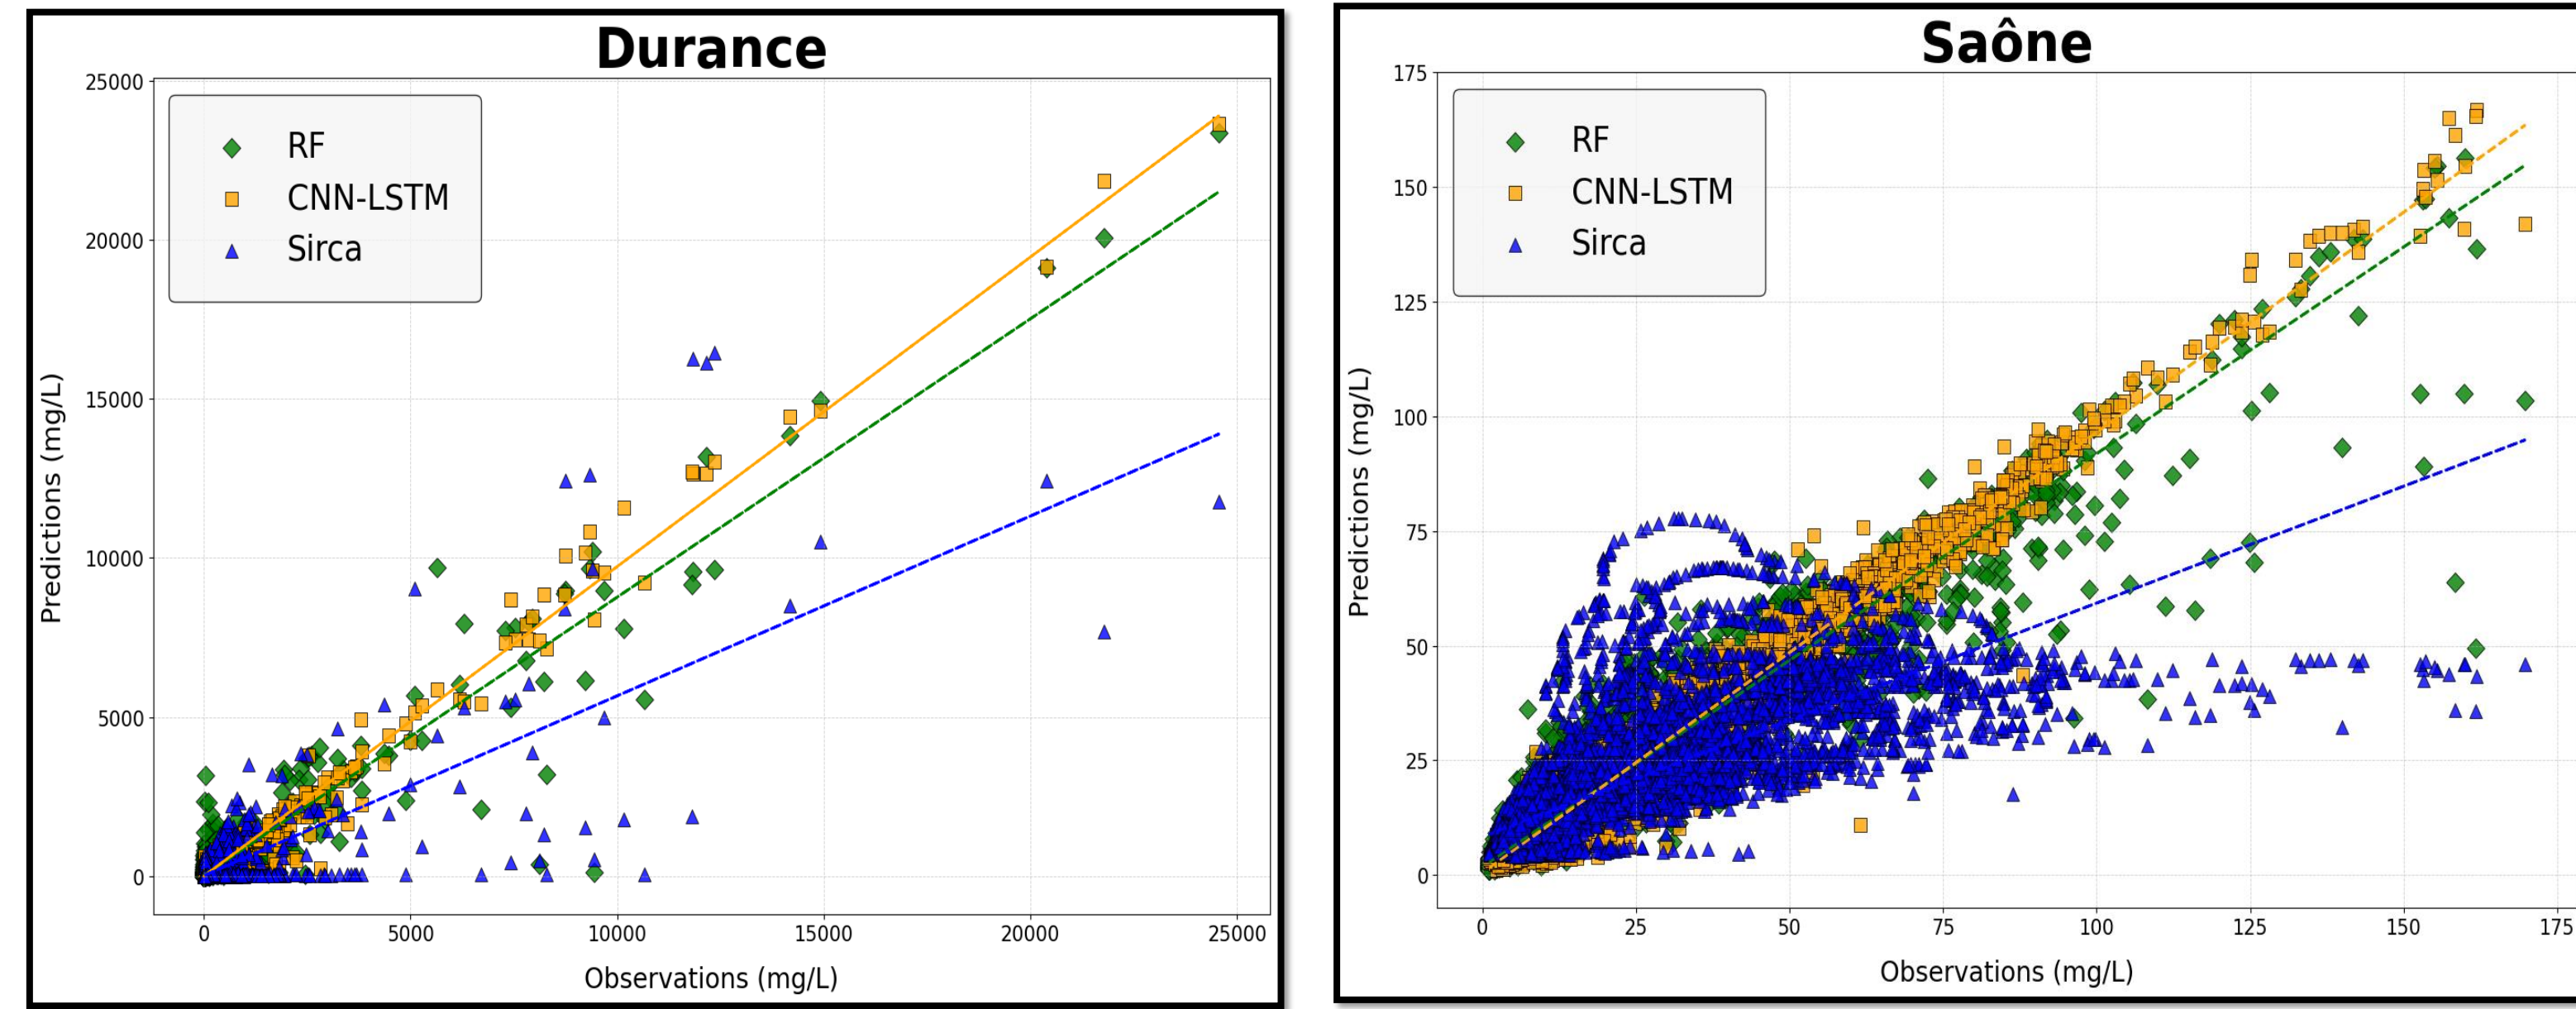 Durance
25000
20000
15000
10000
5000
0
Predictions (mg/L)
RF
CNN-LSTM
Sirca
0 5000 10000 15000 20000 25000
Observations (mg/L)
Saône
175
150
125
100
75
50
25
0
Predictions (mg/L)
RF
CNN-LSTM
Sirca
0 25 50 75 100 125 150 175
Observations (mg/L)